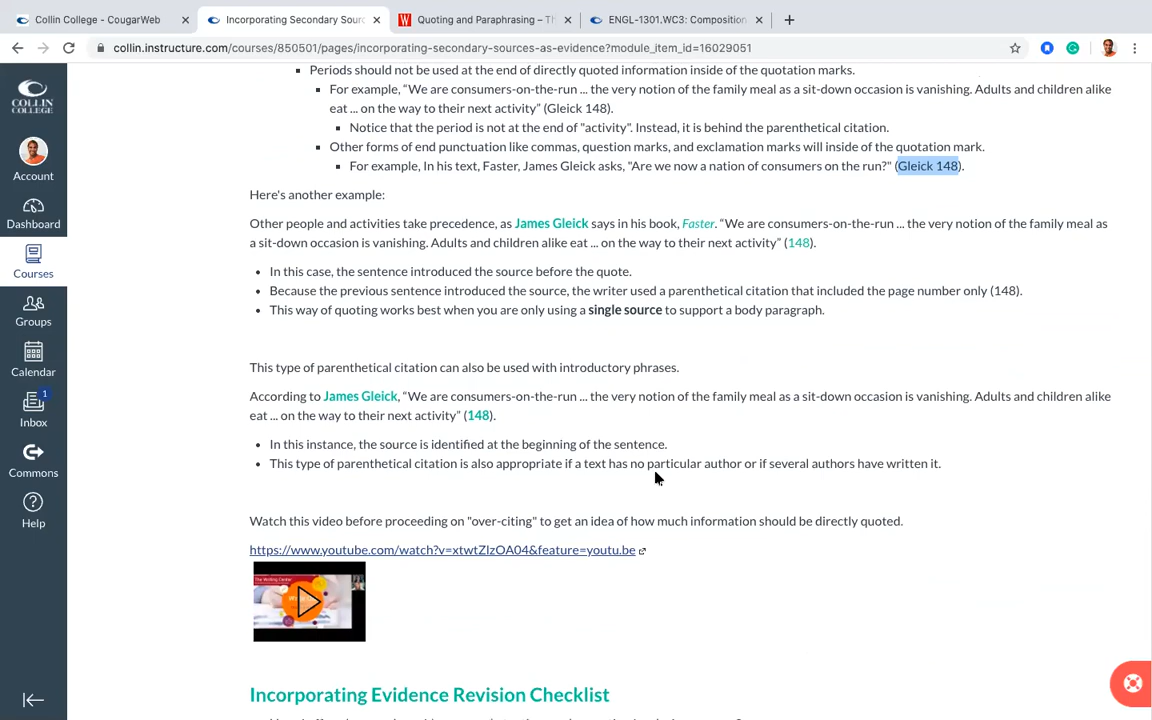 Colin College - CougarWeb
Incorporating Secondary Sourc
Quoting and Paraphrasing – Th
ENGL-1301.WC3: Composition
collin.instructure.com/courses/850501/pages/incorporating-secondary-sources-as-evidence?module_item_id=16029051
COLLIN
COLLEGE
Account
Dashboard
Courses
Groups
Calendar
1
Inbox
Commons
Help
Periods should not be used at the end of directly quoted information inside of the quotation marks.
For example, “We are consumers-on-the-run ... the very notion of the family meal as a sit-down occasion is vanishing. Adults and children alike
eat ... on the way to their next activity” (Gleick 148).
Notice that the period is not at the end of "activity". Instead, it is behind the parenthetical citation.
Other forms of end punctuation like commas, question marks, and exclamation marks will inside of the quotation mark.
For example, In his text, Faster, James Gleick asks, "Are we now a nation of consumers on the run?" (Gleick 148).
Here's another example:
Other people and activities take precedence, as James Gleick says in his book, Faster. “We are consumers-on-the-run ... the very notion of the family meal as
a sit-down occasion is vanishing. Adults and children alike eat ... on the way to their next activity” (148).
In this case, the sentence introduced the source before the quote.
Because the previous sentence introduced the source, the writer used a parenthetical citation that included the page number only (148).
This way of quoting works best when you are only using a single source to support a body paragraph.
This type of parenthetical citation can also be used with introductory phrases.
According to James Gleick, “We are consumers-on-the-run ... the very notion of the family meal as a sit-down occasion is vanishing. Adults and children alike
eat ... on the way to their next activity” (148).
In this instance, the source is identified at the beginning of the sentence.
This type of parenthetical citation is also appropriate if a text has no particular author or if several authors have written it.
Watch this video before proceeding on "over-citing" to get an idea of how much information should be directly quoted.
https://www.youtube.com/watch?v=xtwtZlzOA04&feature=youtu.be
The Writing Center
Incorporating Evidence Revision Checklist